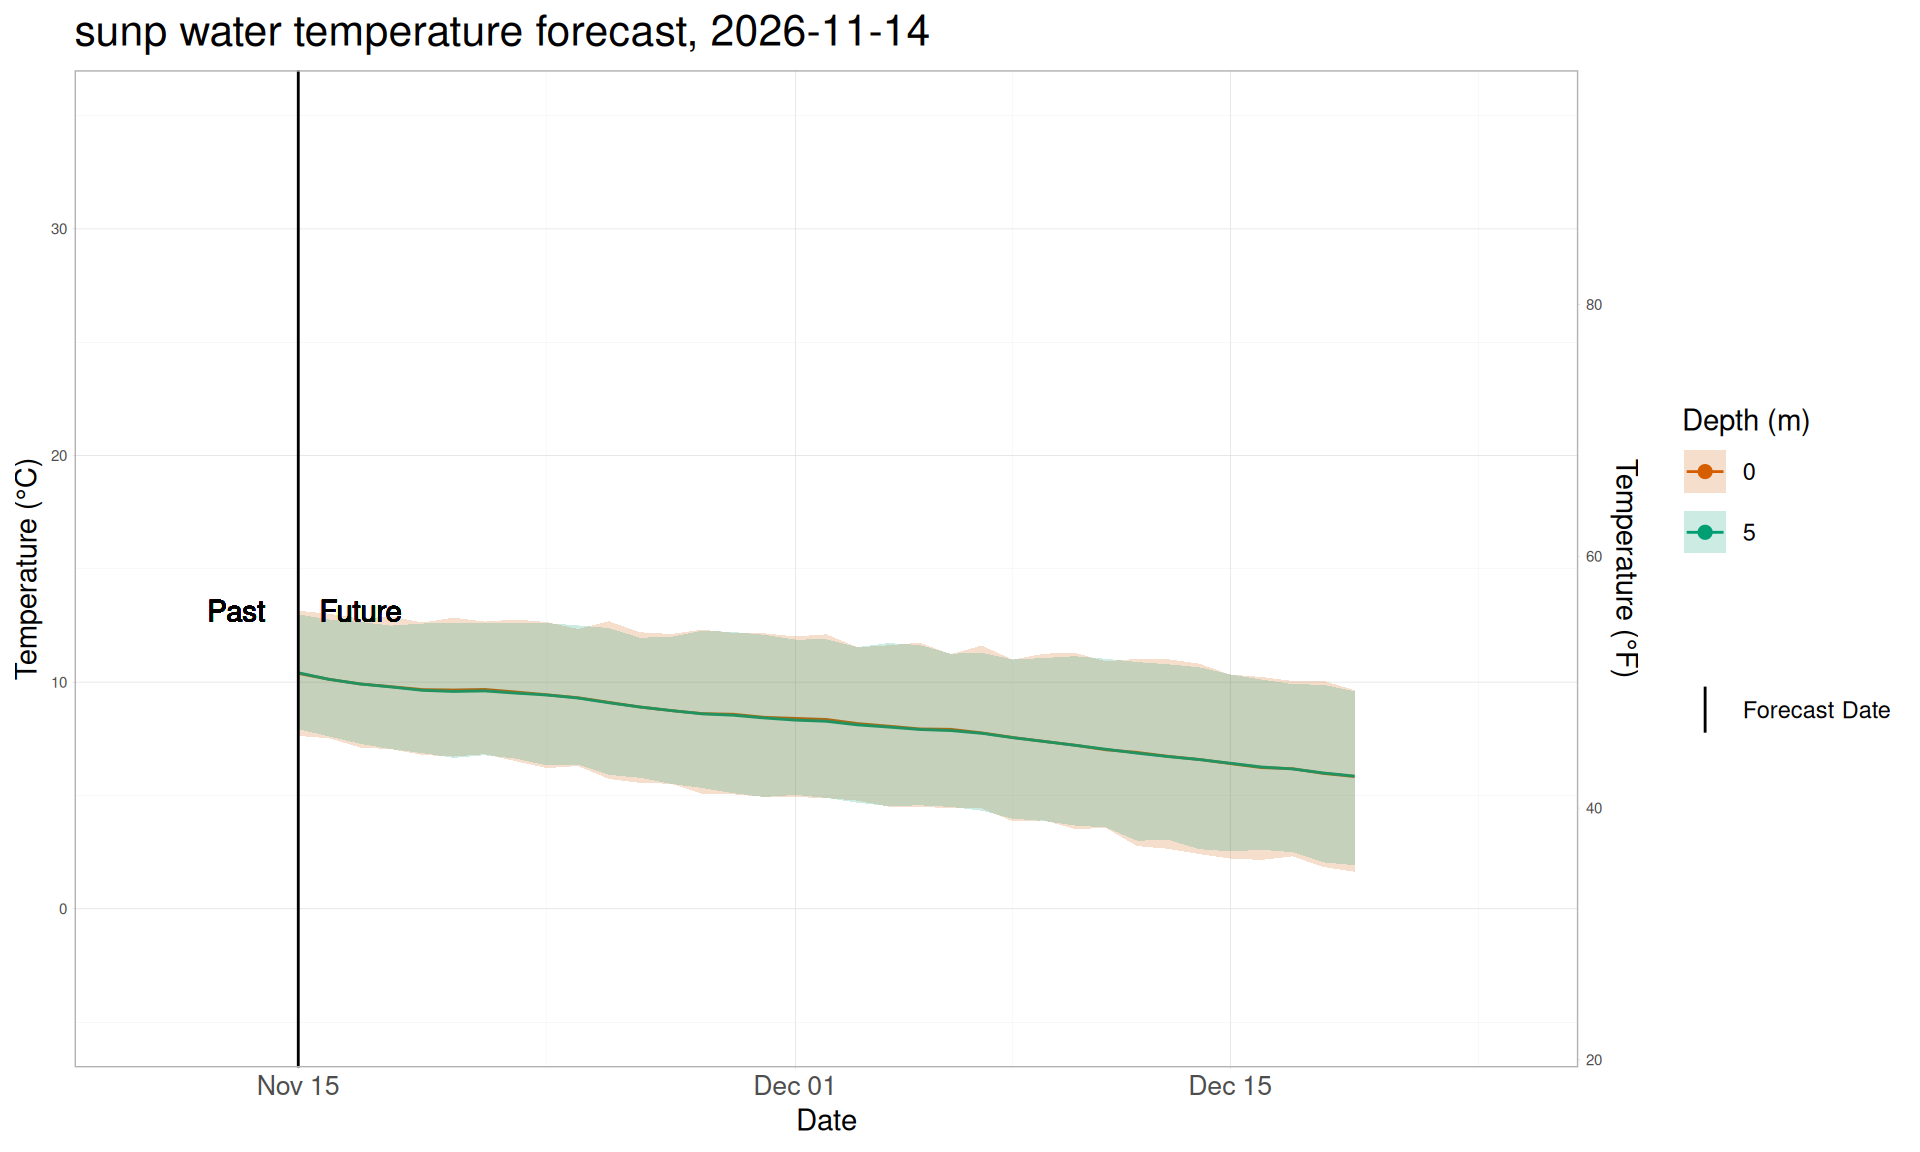 sunp water temperature forecast, 2026-11-14
Temperature (°C)
30
20
10
0
Past
Future
80
60
40
20
Temperature (°F)
Nov 15
Dec 01
Dec 15
Date
Depth (m)
0
5
Forecast Date